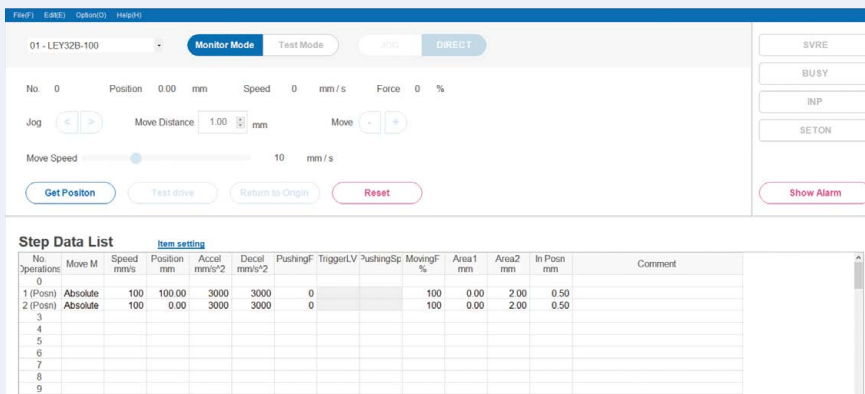 File(F) Edit(E) Option(O) Help(H)
01 - LEY32B-100 Monitor Mode Test Mode JOG DIRECT SVRE
BUSY
No. 0 Position 0.00 mm Speed 0 mm / s Force 0 %
INP
Jog < > Move Distance 1.00 mm Move - +
SETON
Move Speed 10 mm / s
Get Positon Test drive Return to Origin Reset Show Alarm
Step Data List Item setting
No. Operations Move M Speed mm/s Position mm Accel mm/s^2 Decel mm/s^2 PushingF TriggerLV PushingSp MovingF % Area1 mm Area2 mm In Posn mm Comment
0
1 (Posn) Absolute 100 100.00 3000 3000 0 100 0.00 2.00 0.50
2 (Posn) Absolute 100 0.00 3000 3000 0 100 0.00 2.00 0.50
3
4
5
6
7
8
9